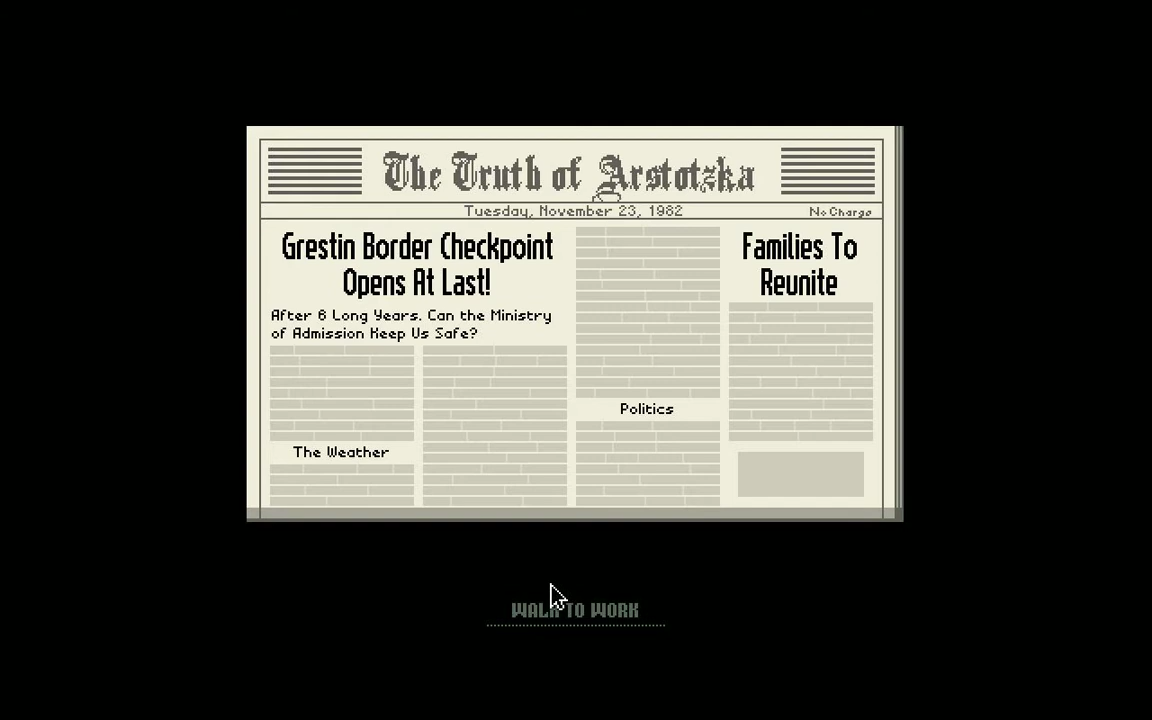 The Truth of Arstotzka
Tuesday, November 23, 1982
No Charge
Grestin Border Checkpoint
Opens At Last!
After 6 Long Years. Can the Ministry
of Admission Keep Us Safe?
The Weather
Politics
Families To
Reunite
WALK TO WORK